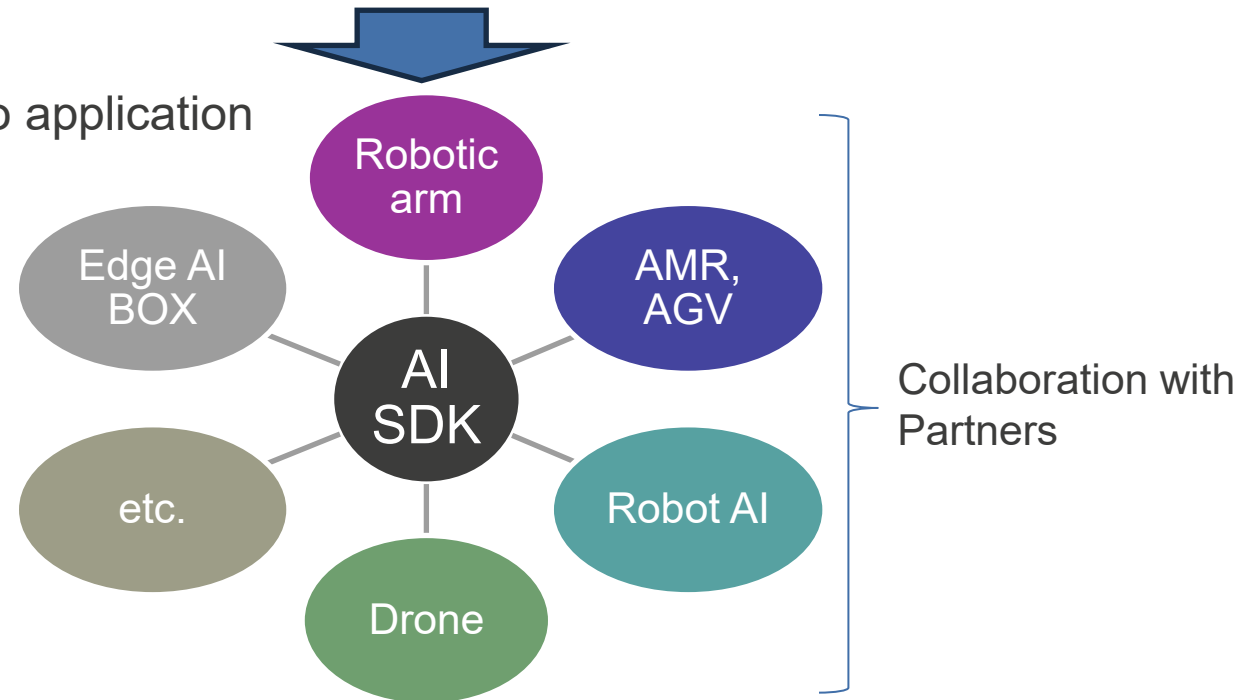 application
Robotic
arm
Edge AI
BOX
AMR,
AGV
AI
SDK
Collaboration with
Partners
etc.
Robot AI
Drone